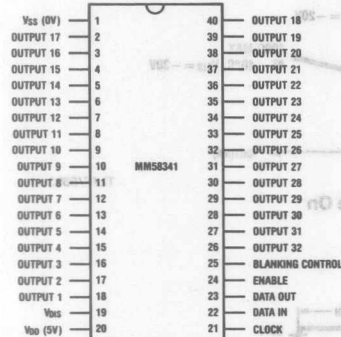 VSS (0V) 1 40 OUTPUT 18
OUTPUT 17 2 39 OUTPUT 19
OUTPUT 16 3 38 OUTPUT 20
OUTPUT 15 4 37 OUTPUT 21
OUTPUT 14 5 36 OUTPUT 22
OUTPUT 13 6 35 OUTPUT 23
OUTPUT 12 7 34 OUTPUT 24
OUTPUT 11 8 33 OUTPUT 25
OUTPUT 10 9 32 OUTPUT 26
OUTPUT 9 10 MM58341 31 OUTPUT 27
OUTPUT 8 11 30 OUTPUT 28
OUTPUT 7 12 29 OUTPUT 29
OUTPUT 6 13 28 OUTPUT 30
OUTPUT 5 14 27 OUTPUT 31
OUTPUT 4 15 26 OUTPUT 32
OUTPUT 3 16 25 BLANKING CONTROL
OUTPUT 2 17 24 ENABLE
OUTPUT 1 18 23 DATA OUT
VDIS 19 22 DATA IN
VDD (5V) 20 21 CLOCK